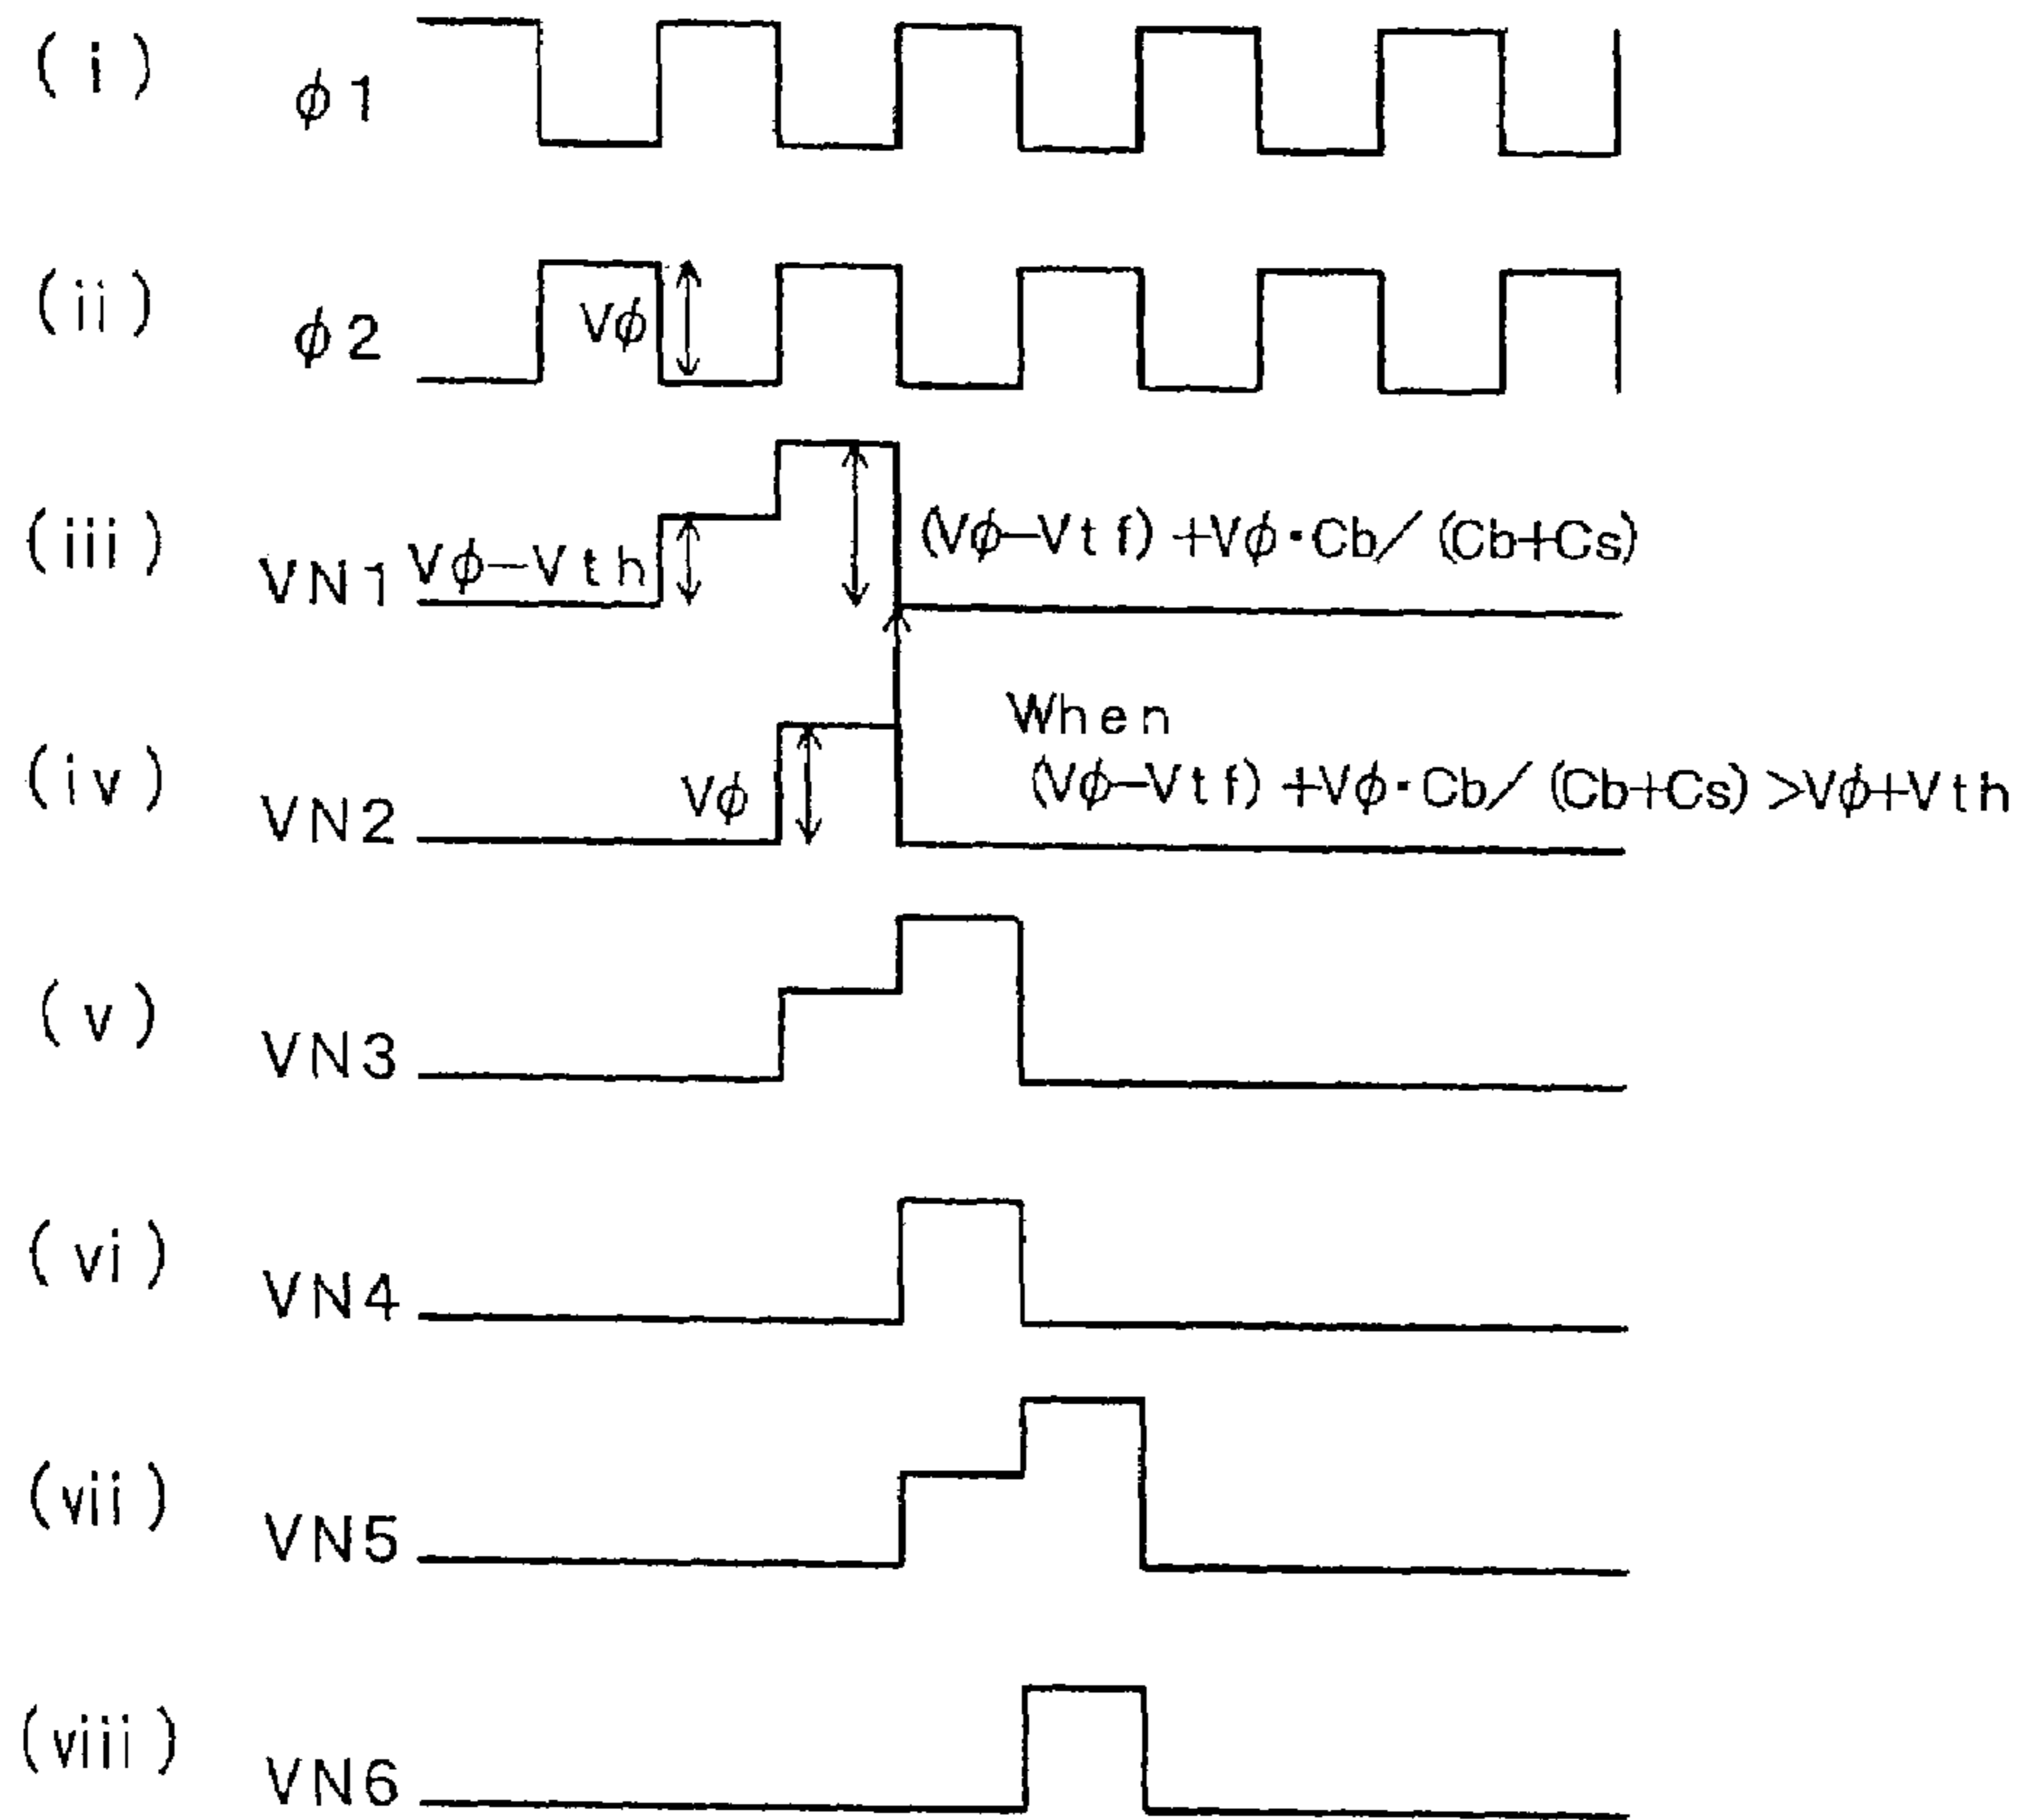 (i) φ1
(ii) φ2
Vφ
(iii) VN1
Vφ−Vth
(Vφ−Vtf)+Vφ·Cb/(Cb+Cs)
(iv) VN2
Vφ
When
(Vφ−Vtf)+Vφ·Cb/(Cb+Cs)>Vφ+Vth
(v) VN3
(vi) VN4
(vii) VN5
(viii) VN6